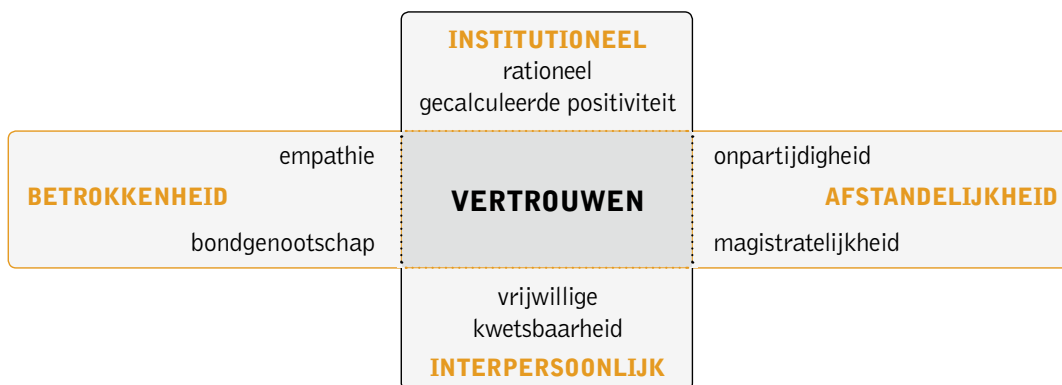 INSTITUTIONEEL
rationeel
gecalculeerde positiviteit
empathie
BETROKKENHEID
bondgenootschap
VERTROUWEN
onpartijdigheid
AFSTANDELIJKHEID
magistratelijkheid
vrijwillige
kwetsbaarheid
INTERPERSOONLIJK